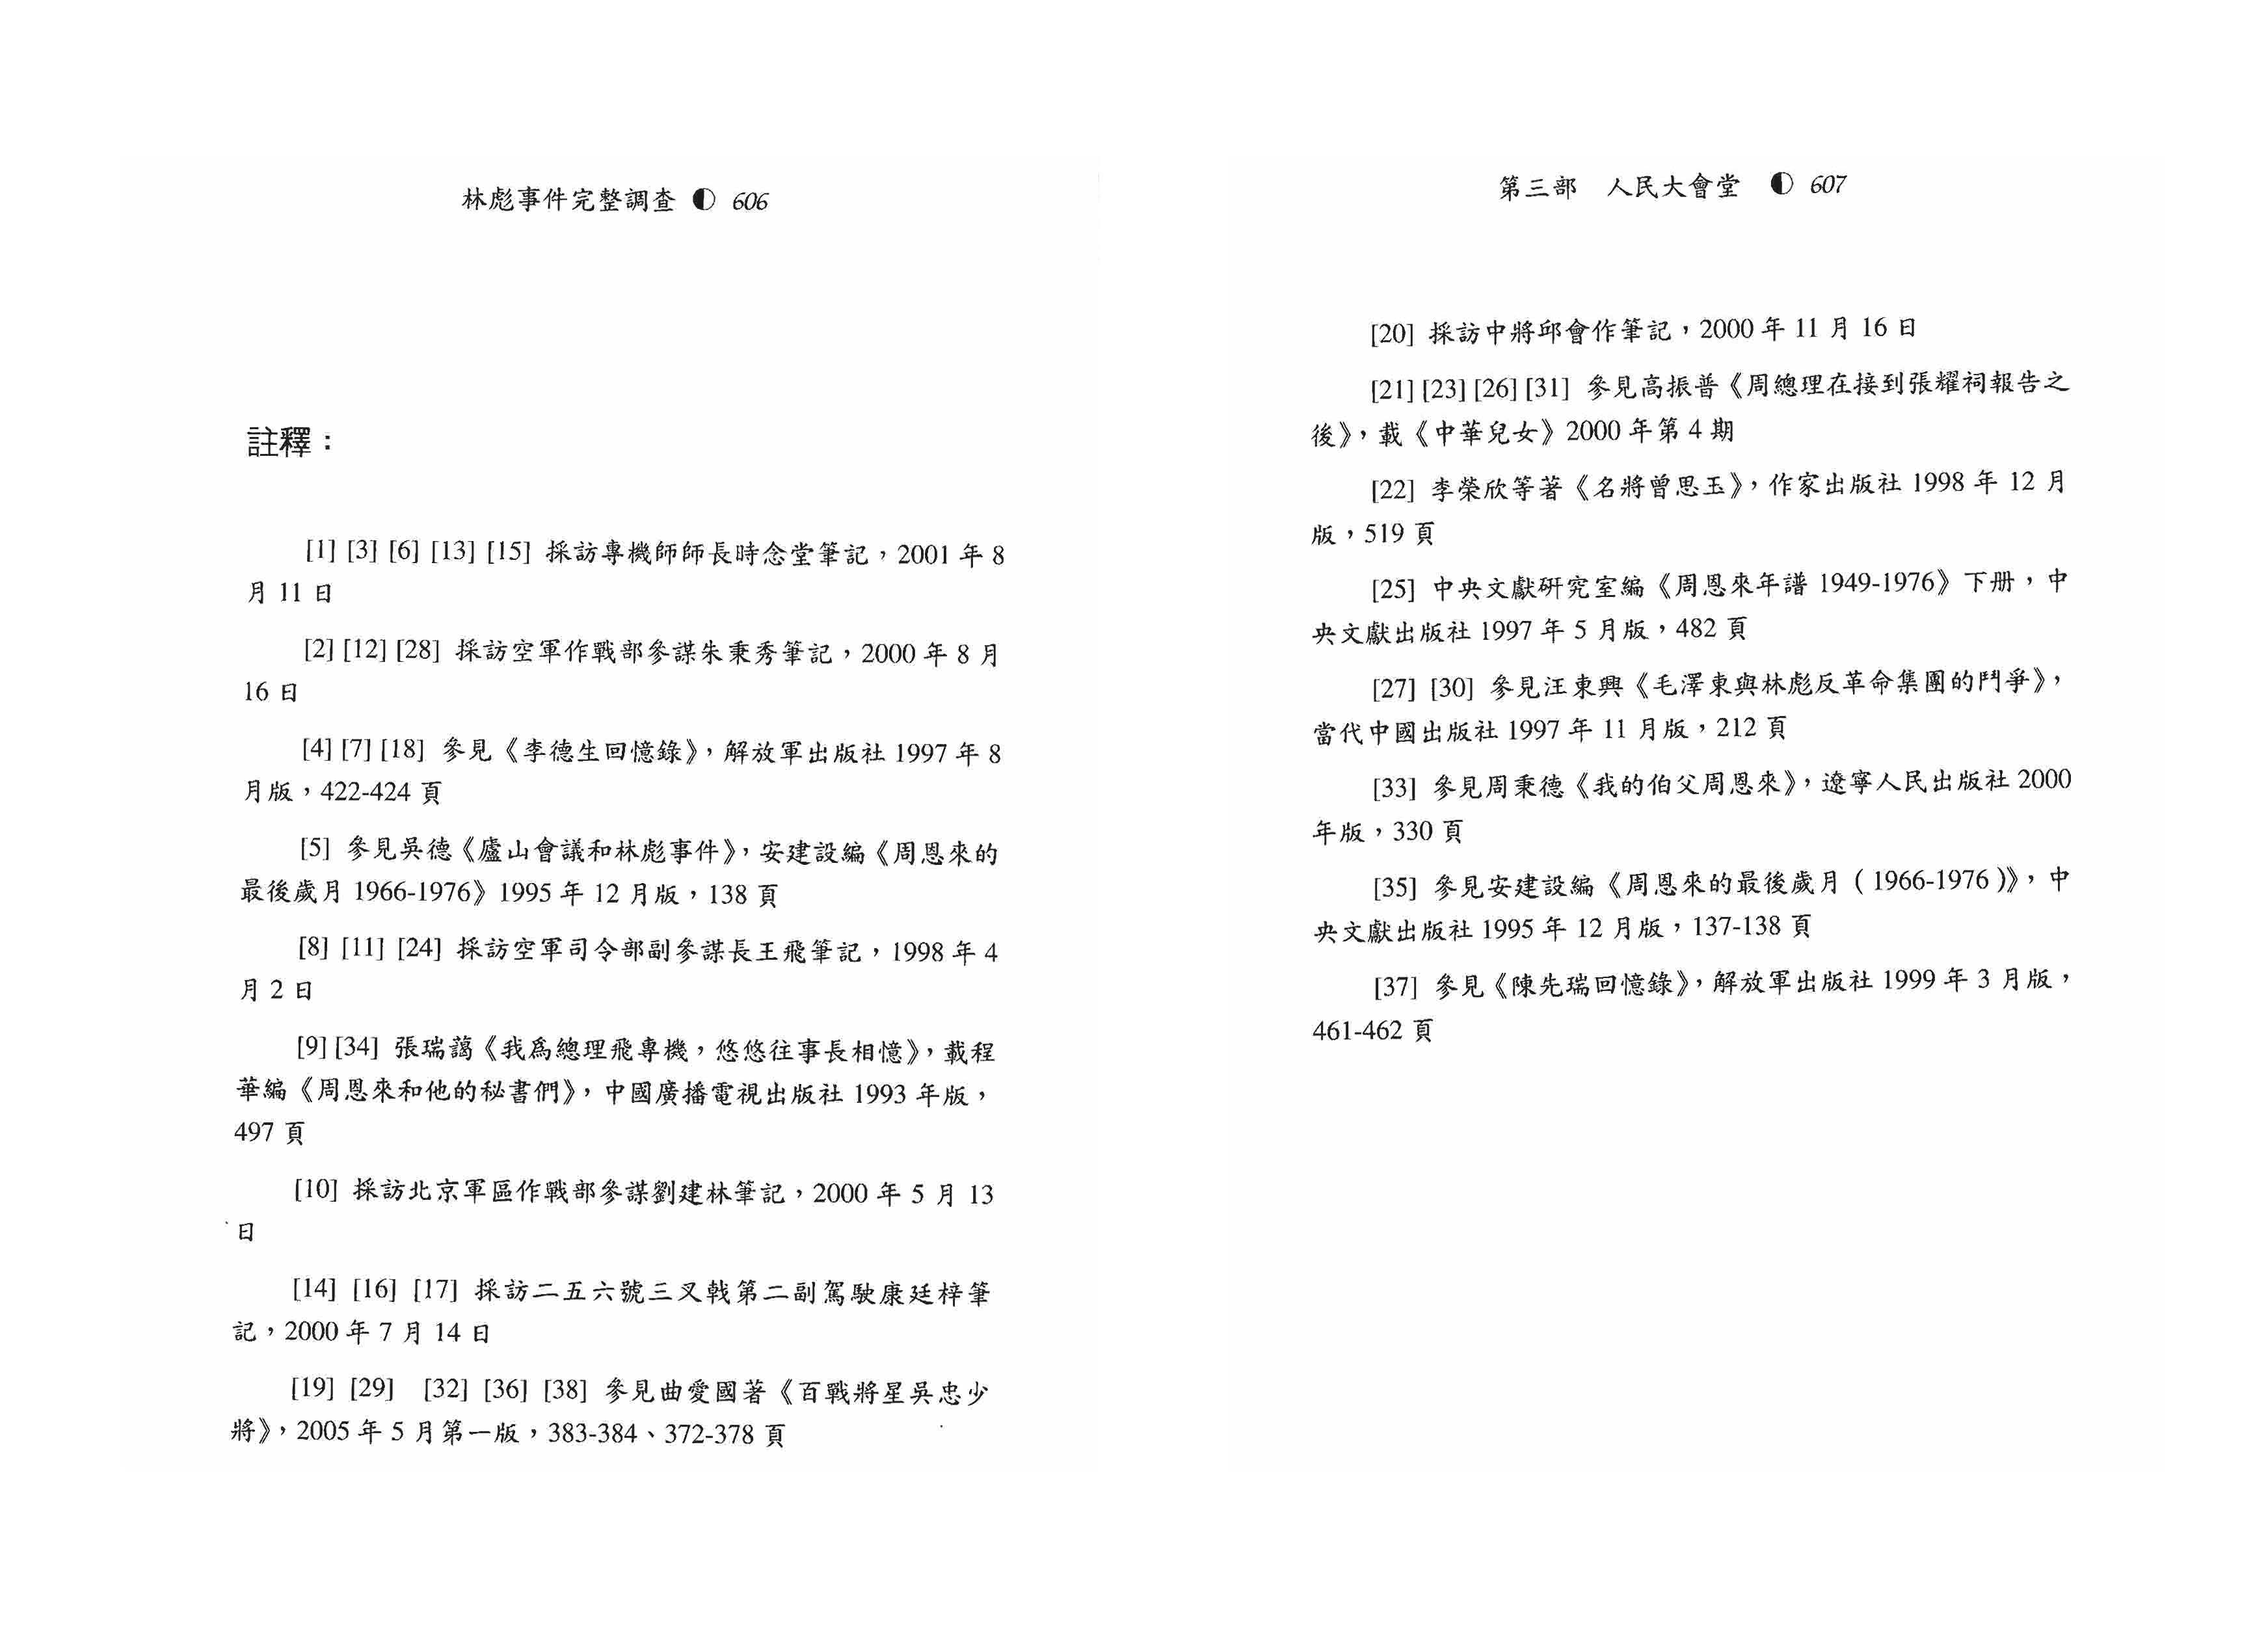 林彪事件完整調查 ◐ 606
註釋：
[1] [3] [6] [13] [15] 採訪專機師師長時念堂筆記，2001 年 8
月 11 日
[2] [12] [28] 採訪空軍作戰部參謀朱秉秀筆記，2000 年 8 月
16 日
[4] [7] [18] 參見《李德生回憶錄》，解放軍出版社 1997 年 8
月版，422-424 頁
[5] 參見吳德《廬山會議和林彪事件》，安建設編《周恩來的
最後歲月 1966-1976》1995 年 12 月版，138 頁
[8] [11] [24] 採訪空軍司令部副參謀長王飛筆記，1998 年 4
月 2 日
[9] [34] 張瑞藹《我為總理飛專機，悠悠往事長相憶》，載程
華編《周恩來和他的秘書們》，中國廣播電視出版社 1993 年版，
497 頁
[10] 採訪北京軍區作戰部參謀劉建林筆記，2000 年 5 月 13
日
[14] [16] [17] 採訪二五六號三叉戟第二副駕駛康廷梓筆
記，2000 年 7 月 14 日
[19] [29] [32] [36] [38] 參見曲愛國著《百戰將星吳忠少
將》，2005 年 5 月第一版，383-384、372-378 頁
第三部 人民大會堂 ◐ 607
[20] 採訪中將邱會作筆記，2000 年 11 月 16 日
[21] [23] [26] [31] 參見高振普《周總理在接到張耀祠報告之
後》，載《中華兒女》2000 年第 4 期
[22] 李榮欣等著《名將曾思玉》，作家出版社 1998 年 12 月
版，519 頁
[25] 中央文獻研究室編《周恩來年譜 1949-1976》下册，中
央文獻出版社 1997 年 5 月版，482 頁
[27] [30] 參見汪東興《毛澤東與林彪反革命集團的鬥爭》，
當代中國出版社 1997 年 11 月版，212 頁
[33] 參見周秉德《我的伯父周恩來》，遼寧人民出版社 2000
年版，330 頁
[35] 參見安建設編《周恩來的最後歲月（1966-1976）》，中
央文獻出版社 1995 年 12 月版，137-138 頁
[37] 參見《陳先瑞回憶錄》，解放軍出版社 1999 年 3 月版，
461-462 頁